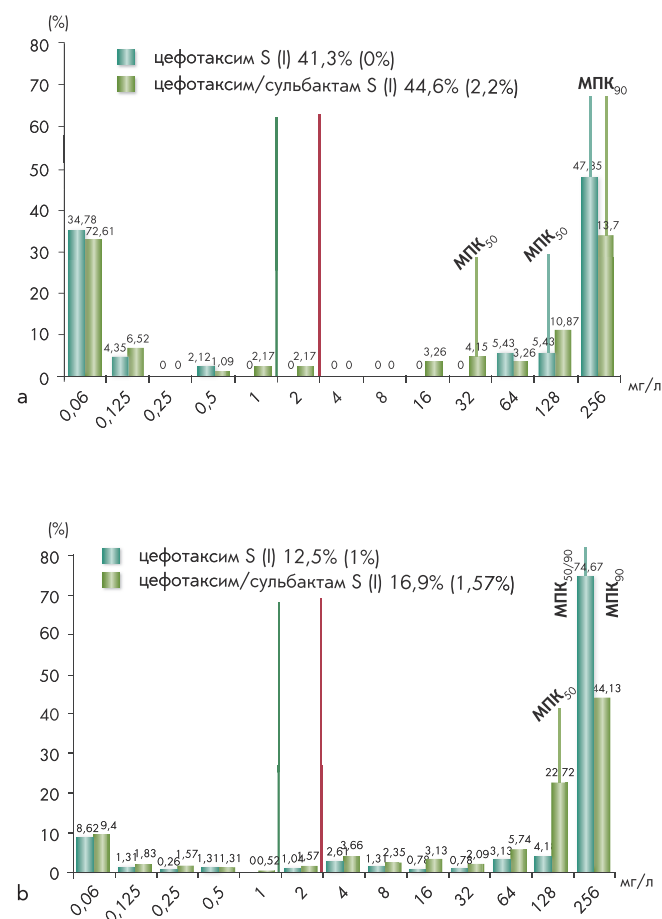 (%)
80
цефотаксим S (I) 41,3% (0%)
70
цефотаксим/сульбактам S (I) 44,6% (2,2%)
МПК90
60
50
47,85
40
34,78
72,61
МПК50
МПК50
30
13,7
20
10
4,35 6,52 0 0 2,12 1,09 0 2,17 0 2,17 0 0 0 0 0 3,26 0 4,15 5,43 3,26 5,43 10,87
0
a
0,06 0,125 0,25 0,5 1 2 4 8 16 32 64 128 256
мг/л
(%)
80
цефотаксим S (I) 12,5% (1%)
74,67
МПК50/90
МПК90
цефотаксим/сульбактам S (I) 16,9% (1,57%)
70
60
50
44,13
МПК50
40
30
22,72
20
10
8,62 9,4 1,31 1,83 0,26 1,57 1,31 1,31 0 0,52 1,04 1,57 2,61 3,66 1,31 2,35 0,78 3,13 0,78 2,09 3,13 5,74
0
b
0,06 0,125 0,25 0,5 1 2 4 8 16 32 64 128 256
мг/л